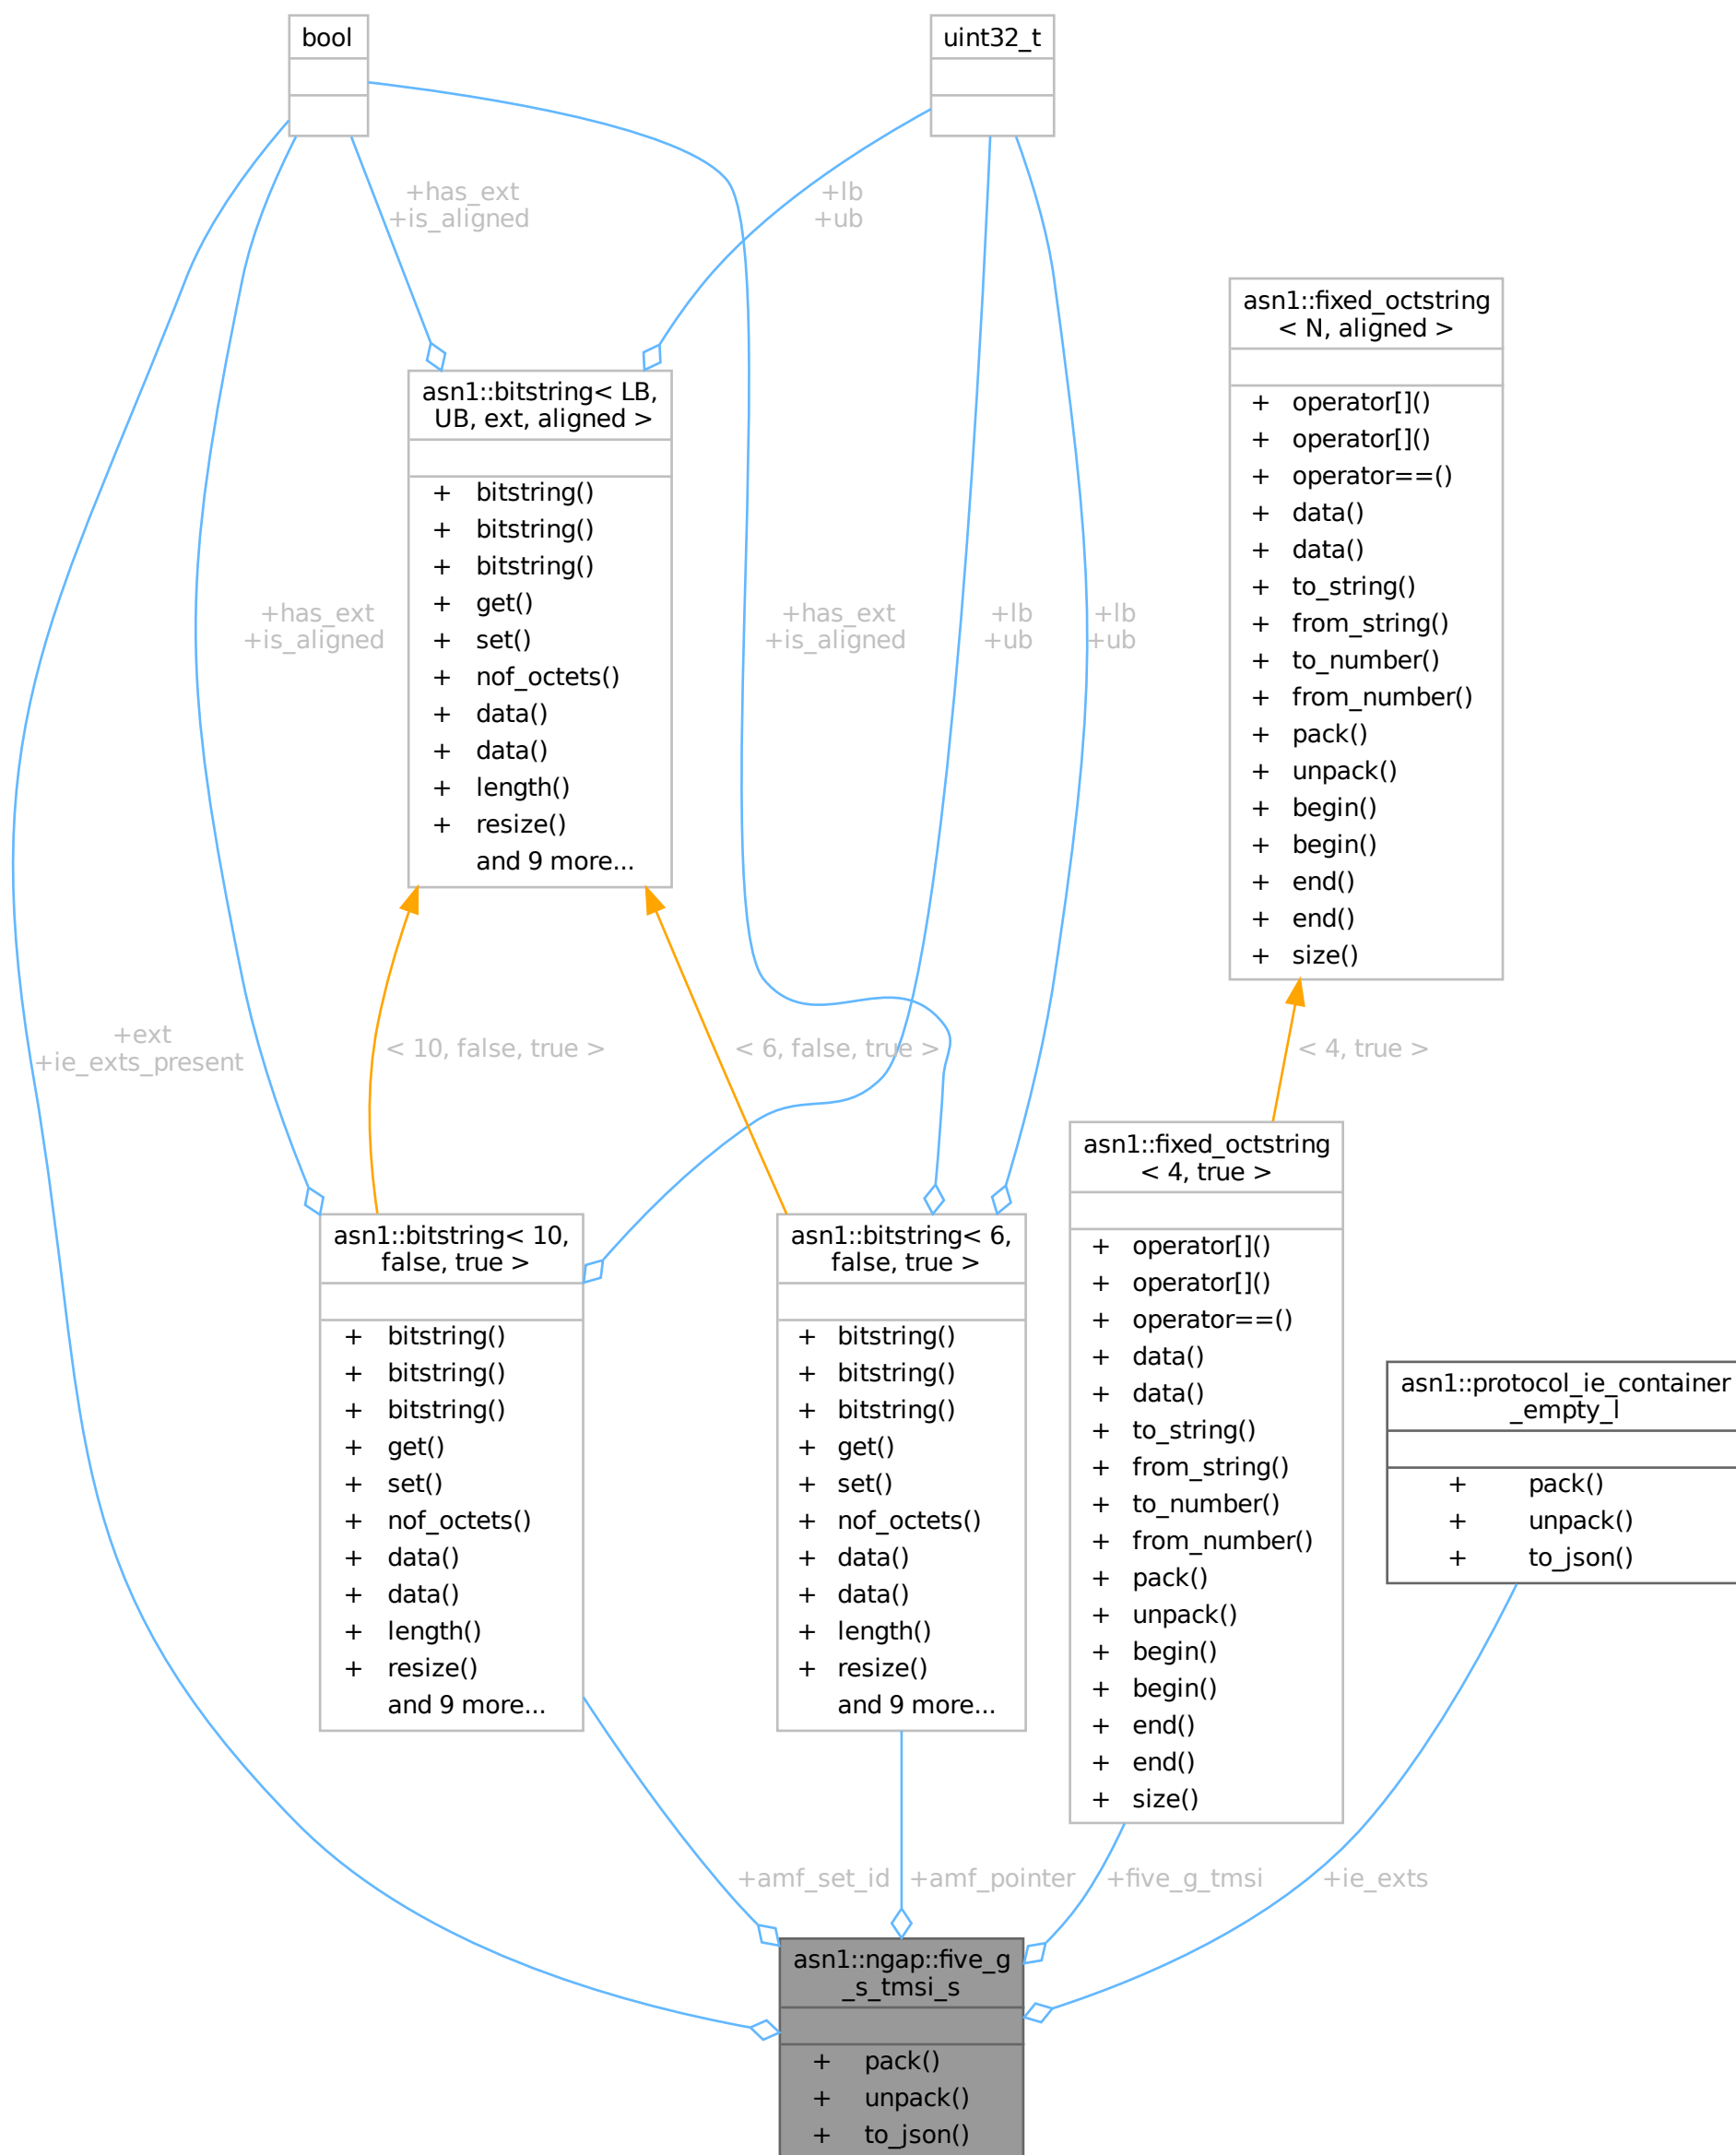 bool
uint32_t
+has_ext
+is_aligned
+lb
+ub
asn1::fixed_octstring
< N, aligned >
+ operator[]()
+ operator[]()
+ operator==()
+ data()
+ data()
+ to_string()
+ from_string()
+ to_number()
+ from_number()
+ pack()
+ unpack()
+ begin()
+ begin()
+ end()
+ end()
+ size()
asn1::bitstring< LB,
UB, ext, aligned >
+ bitstring()
+ bitstring()
+ bitstring()
+ get()
+ set()
+ nof_octets()
+ data()
+ data()
+ length()
+ resize()
and 9 more...
+has_ext
+is_aligned
+has_ext
+is_aligned
+lb
+ub
+lb
+ub
+ext
+ie_exts_present
< 10, false, true >
< 6, false, true >
< 4, true >
asn1::bitstring< 10,
false, true >
+ bitstring()
+ bitstring()
+ bitstring()
+ get()
+ set()
+ nof_octets()
+ data()
+ data()
+ length()
+ resize()
and 9 more...
asn1::bitstring< 6,
false, true >
+ bitstring()
+ bitstring()
+ bitstring()
+ get()
+ set()
+ nof_octets()
+ data()
+ data()
+ length()
+ resize()
and 9 more...
asn1::fixed_octstring
< 4, true >
+ operator[]()
+ operator[]()
+ operator==()
+ data()
+ data()
+ to_string()
+ from_string()
+ to_number()
+ from_number()
+ pack()
+ unpack()
+ begin()
+ begin()
+ end()
+ end()
+ size()
asn1::protocol_ie_container
_empty_l
+ pack()
+ unpack()
+ to_json()
+amf_set_id
+amf_pointer
+five_g_tmsi
+ie_exts
asn1::ngap::five_g
_s_tmsi_s
+ pack()
+ unpack()
+ to_json()